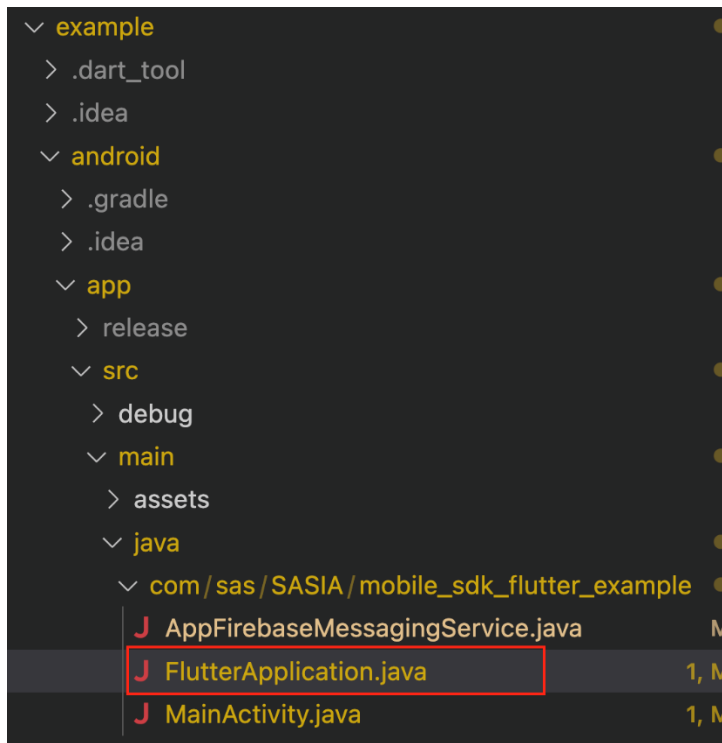 example
.dart_tool
.idea
android
.gradle
.idea
app
release
src
debug
main
assets
java
com/sas/SASIA/mobile_sdk_flutter_example
J AppFirebaseMessagingService.java M
J FlutterApplication.java 1, M
J MainActivity.java 1, M